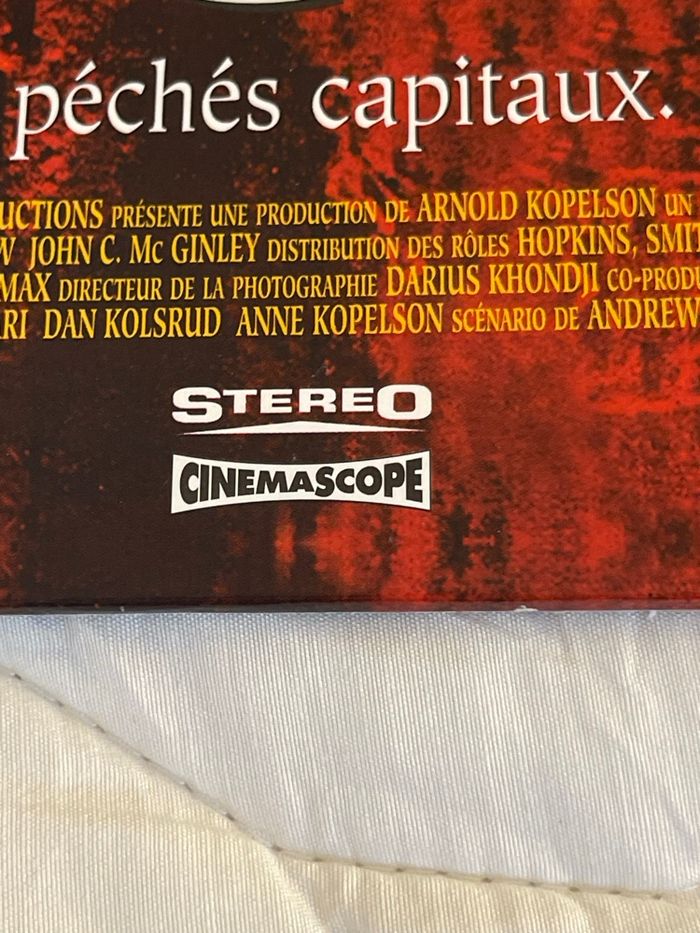 péchés capitaux.
UCTIONS PRÉSENTE UNE PRODUCTION DE ARNOLD KOPELSON UN
W JOHN C. Mc GINLEY DISTRIBUTION DES RÔLES HOPKINS, SMIT
MAX DIRECTEUR DE LA PHOTOGRAPHIE DARIUS KHONDJI CO-PROD
RI DAN KOLSRUD ANNE KOPELSON SCÉNARIO DE ANDREW
STEREO
CINEMASCOPE